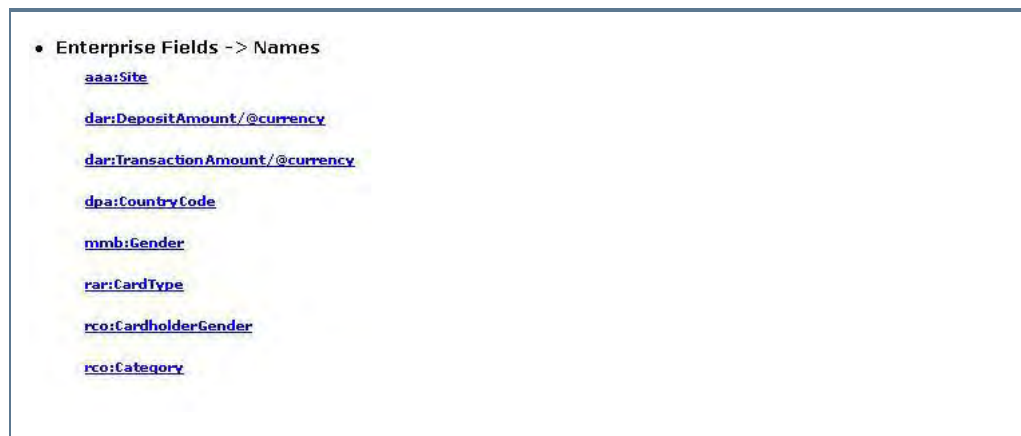 • Enterprise Fields -> Names
aaa:Site
dar:DepositAmount/@currency
dar:TransactionAmount/@currency
dpa:CountryCode
mmb:Gender
rar:CardType
rco:CardholderGender
rco:Category